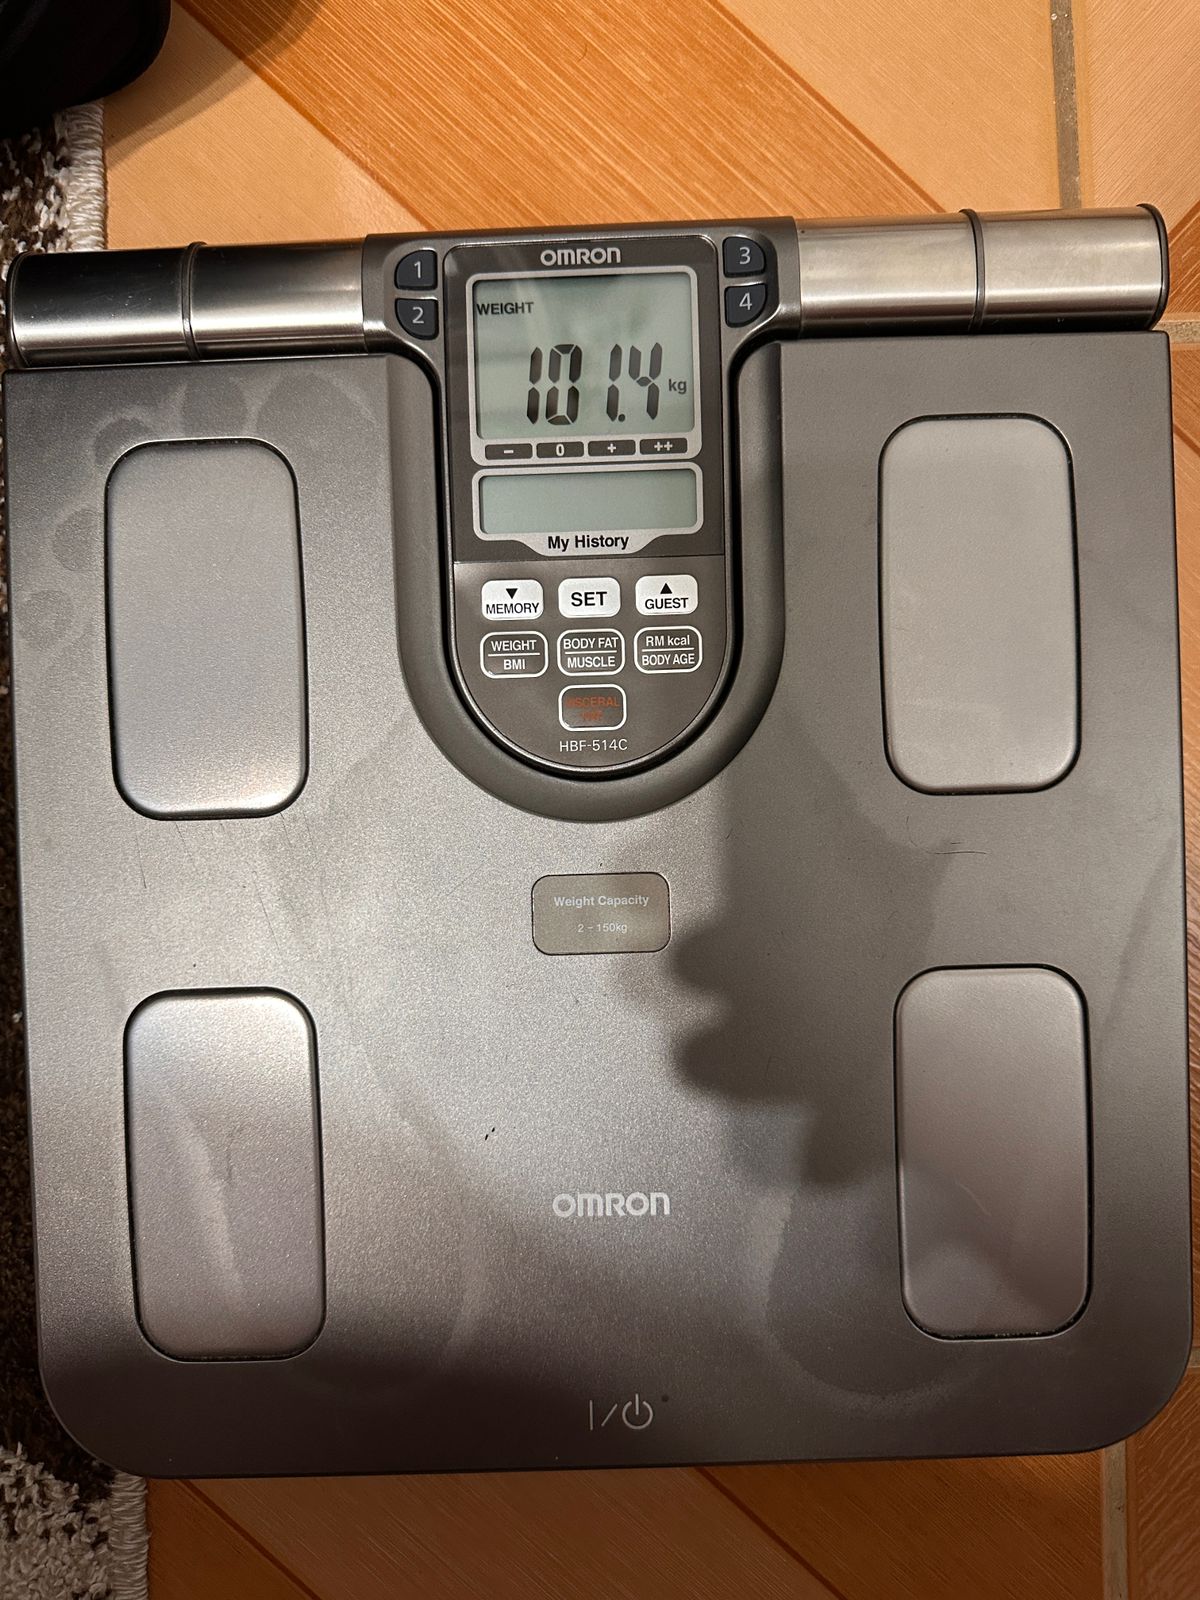 OMRON
1
2
3
4
WEIGHT
101.4 kg
− 0 + ++
My History
▼ ▲
MEMORY SET GUEST
WEIGHT BODY FAT RM kcal
BMI MUSCLE BODY AGE
VISCERAL
FAT
HBF-514C
Weight Capacity
2 - 150kg
OMRON
I/⏻